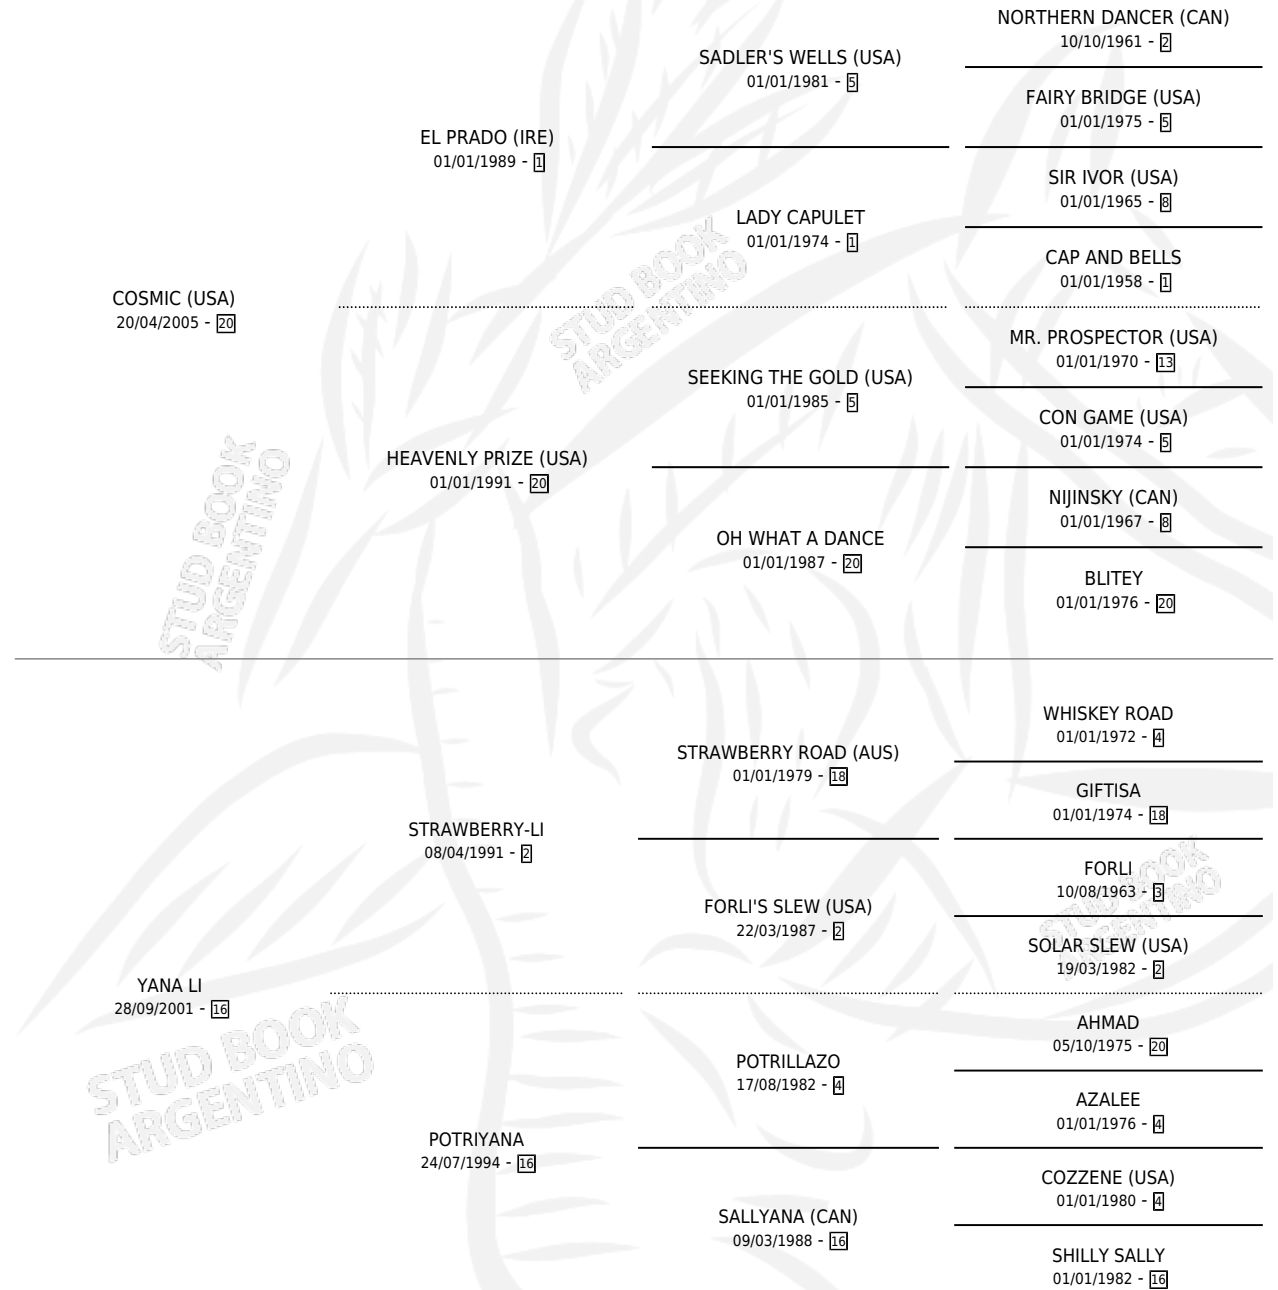 NORTHERN DANCER (CAN)
10/10/1961 - 2
SADLER'S WELLS (USA)
01/01/1981 - 5
FAIRY BRIDGE (USA)
01/01/1975 - 5
EL PRADO (IRE)
01/01/1989 - 1
SIR IVOR (USA)
01/01/1965 - 8
LADY CAPULET
01/01/1974 - 1
CAP AND BELLS
01/01/1958 - 1
COSMIC (USA)
20/04/2005 - 20
STUD BOOK
ARGENTINO
MR. PROSPECTOR (USA)
01/01/1970 - 13
SEEKING THE GOLD (USA)
01/01/1985 - 5
CON GAME (USA)
01/01/1974 - 5
HEAVENLY PRIZE (USA)
01/01/1991 - 20
NIJINSKY (CAN)
01/01/1967 - 8
OH WHAT A DANCE
01/01/1987 - 20
BLITEY
01/01/1976 - 20
STUD BOOK
ARGENTINO
WHISKEY ROAD
01/01/1972 - 4
STRAWBERRY ROAD (AUS)
01/01/1979 - 18
GIFTISA
01/01/1974 - 18
STRAWBERRY-LI
08/04/1991 - 2
FORLI
10/08/1963 - 3
FORLI'S SLEW (USA)
22/03/1987 - 2
SOLAR SLEW (USA)
19/03/1982 - 2
STUD BOOK
ARGENTINO
YANA LI
28/09/2001 - 16
AHMAD
05/10/1975 - 20
POTRILLAZO
17/08/1982 - 4
AZALEE
01/01/1976 - 4
STUD BOOK
ARGENTINO
POTRIYANA
24/07/1994 - 16
COZZENE (USA)
01/01/1980 - 4
SALLYANA (CAN)
09/03/1988 - 16
SHILLY SALLY
01/01/1982 - 16